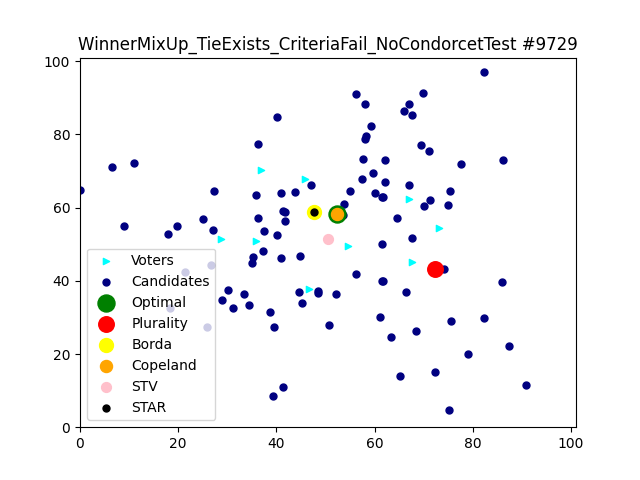 WinnerMixUp_TieExists_CriteriaFail_NoCondorcetTest #9729
100
80
60
40
20
0
Voters
Candidates
Optimal
Plurality
Borda
Copeland
STV
STAR
0 20 40 60 80 100